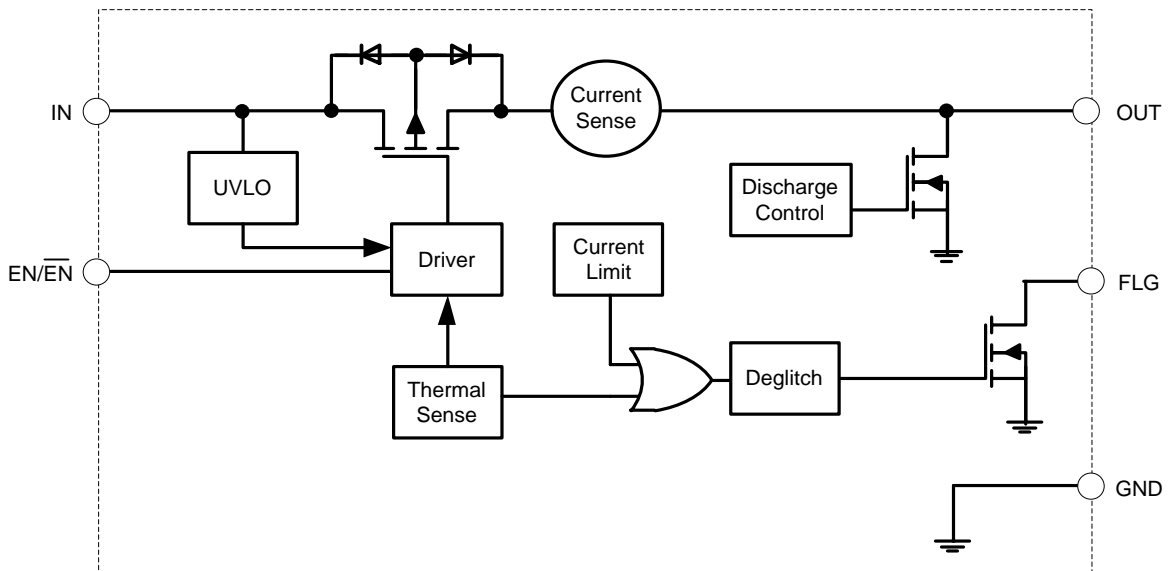 IN
Current
Sense
OUT
UVLO
Discharge
Control
EN/EN
Driver
Current
Limit
FLG
Thermal
Sense
Deglitch
GND